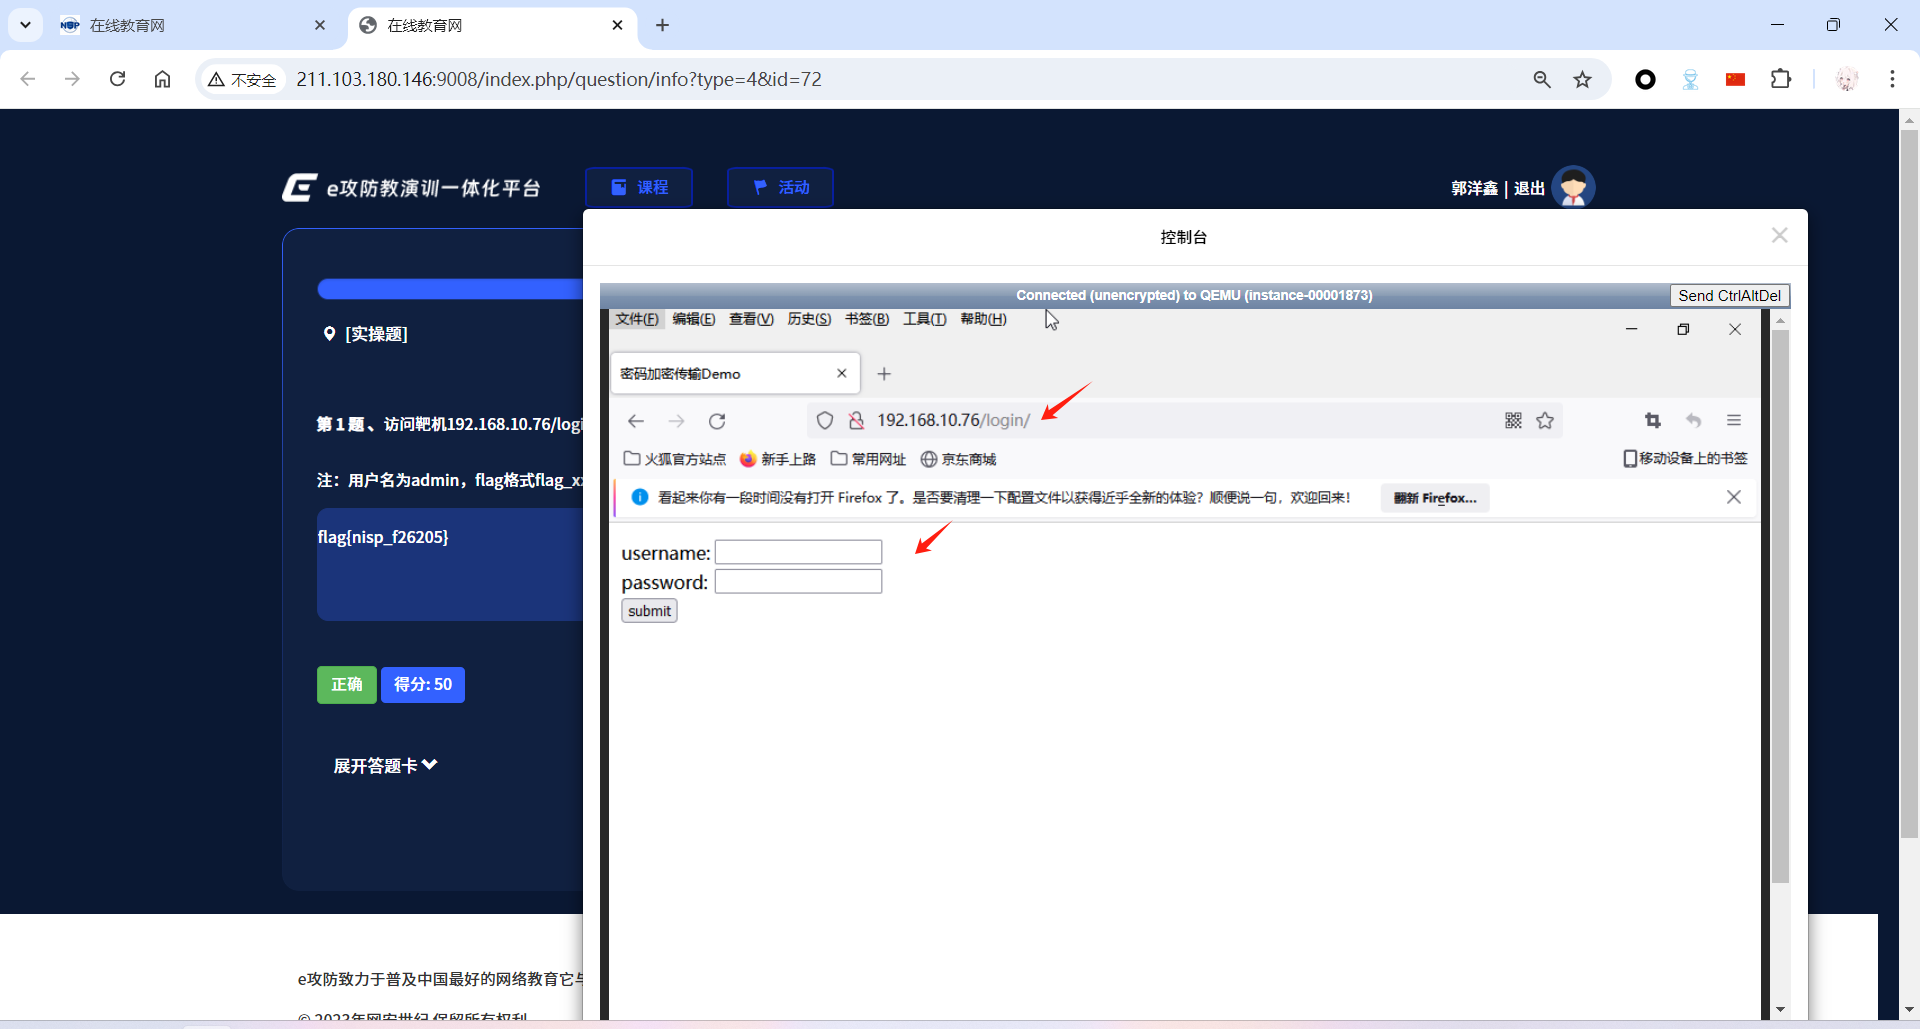 在线教育网
在线教育网
不安全
211.103.180.146:9008/index.php/question/info?type=4&id=72
e攻防教演训一体化平台
课程
活动
郭洋鑫 | 退出
控制台
[实操题]
第 1 题、访问靶机192.168.10.76/logi
注：用户名为admin，flag格式flag_x
flag{nisp_f26205}
正确
得分: 50
展开答题卡
Connected (unencrypted) to QEMU (instance-00001873)
Send CtrlAltDel
文件(F) 编辑(E) 查看(V) 历史(S) 书签(B) 工具(T) 帮助(H)
密码加密传输Demo
192.168.10.76/login/
火狐官方站点 新手上路 常用网址 京东商城
移动设备上的书签
看起来你有一段时间没有打开 Firefox 了。是否要清理一下配置文件以获得近乎全新的体验？顺便说一句，欢迎回来！
翻新 Firefox...
username:
password:
submit
e攻防致力于普及中国最好的网络教育它
© 2023年网安世纪 保留所有权利